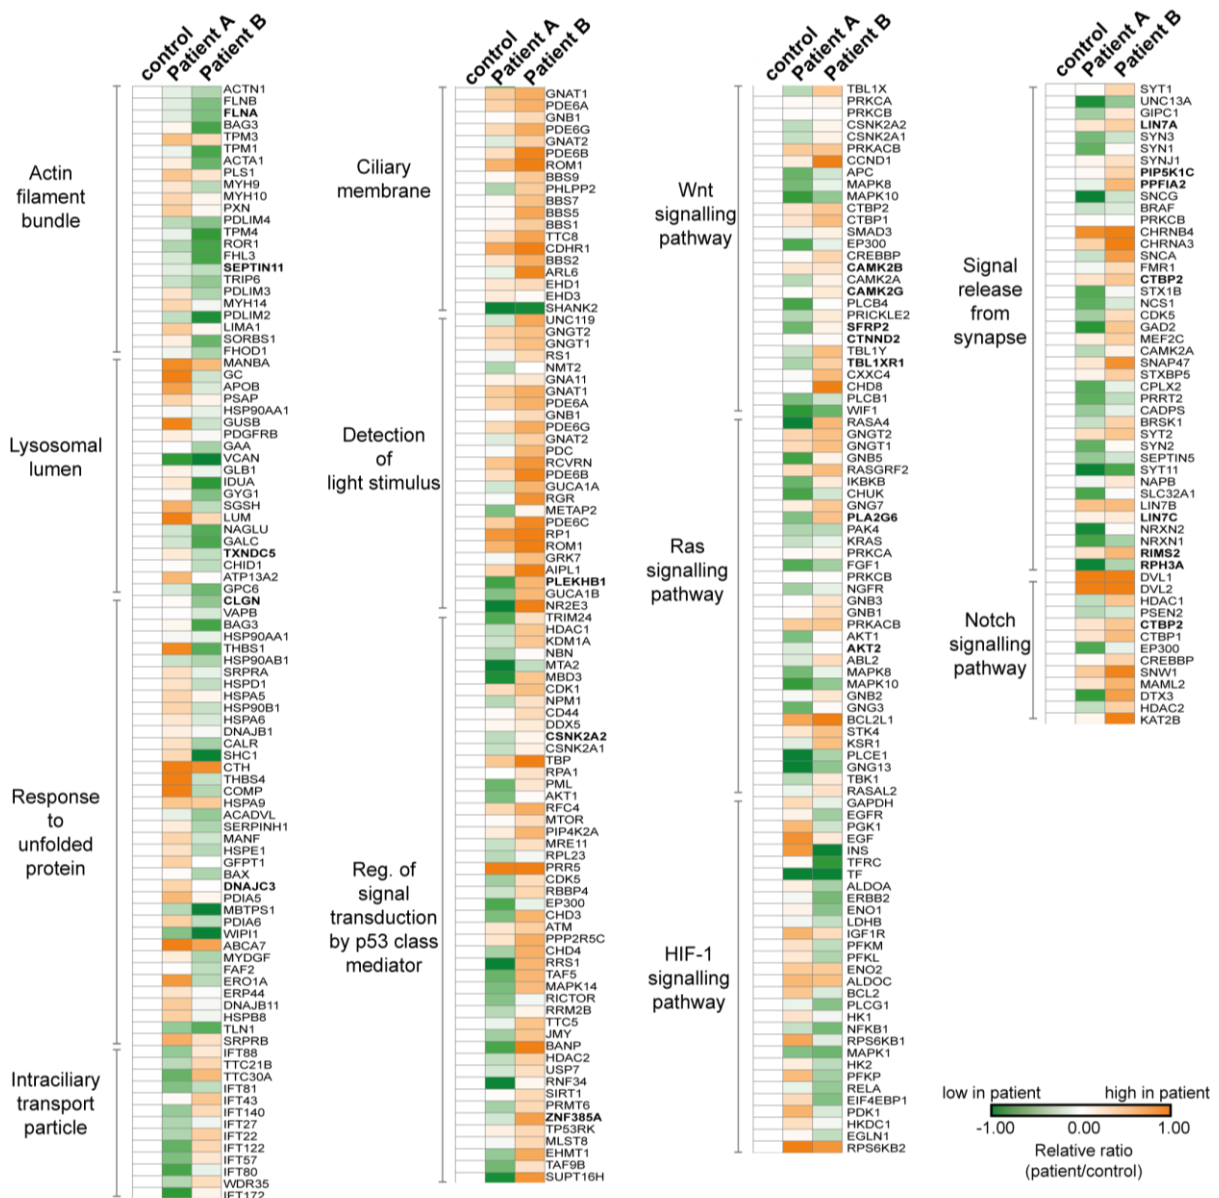 control
Patient A
Patient B
Actin
filament
bundle
ACTN1
FLNB
FLNA
BAG3
TPM3
TPM1
ACTA1
PLS1
MYH9
MYH10
PXN
PDLIM4
TPM4
ROR1
FHL3
SEPTIN11
TRIP6
PDLIM3
MYH14
PDLIM2
LIMA1
SORBS1
FHOD1
Lysosomal
lumen
MANBA
GC
APOB
PSAP
HSP90AA1
GUSB
PDGFRB
GAA
VCAN
GLB1
IDUA
GYG1
SGSH
LUM
NAGLU
GALC
TXNDC5
CHID1
ATP13A2
GPC6
Response
to
unfolded
protein
CLGN
VAPB
BAG3
HSP90AA1
THBS1
HSP90AB1
SRPRA
HSPD1
HSPA5
HSP90B1
HSPA6
DNAJB1
CALR
SHC1
CTH
THBS4
COMP
HSPA9
ACADVL
SERPINH1
MANF
HSPE1
GFPT1
BAX
DNAJC3
PDIA5
MBTPS1
PDIA6
WIPI1
ABCA7
MYDGF
FAF2
ERO1A
ERP44
DNAJB11
HSPB8
TLN1
SRPRB
Intraciliary
transport
particle
IFT88
TTC21B
TTC30A
IFT81
IFT43
IFT140
IFT27
IFT22
IFT122
IFT57
IFT80
WDR35
IFT172
control
Patient A
Patient B
Ciliary
membrane
GNAT1
PDE6A
GNB1
PDE6G
GNAT2
PDE6B
ROM1
BBS9
PHLPP2
BBS7
BBS5
BBS1
TTC8
CDHR1
BBS2
ARL6
EHD1
EHD3
SHANK2
Detection
of
light stimulus
UNC119
GNGT2
GNGT1
RS1
NMT2
GNA11
GNAT1
PDE6A
GNB1
PDE6G
GNAT2
PDC
RCVRN
PDE6B
GUCA1A
RGR
METAP2
PDE6C
RP1
ROM1
GRK7
AIPL1
PLEKHB1
GUCA1B
NR2E3
Reg. of
signal
transduction
by p53 class
mediator
TRIM24
HDAC1
KDM1A
NBN
MTA2
MBD3
CDK1
NPM1
CD44
DDX5
CSNK2A2
CSNK2A1
TBP
RPA1
PML
AKT1
RFC4
MTOR
PIP4K2A
MRE11
RPL23
PRR5
CDK5
RBBP4
EP300
CHD3
ATM
PPP2R5C
CHD4
RRS1
TAF5
MAPK14
RICTOR
RRM2B
TTC5
JMY
BANP
HDAC2
USP7
RNF34
SIRT1
PRMT6
ZNF385A
TP53RK
MLST8
EHMT1
TAF9B
SUPT16H
control
Patient A
Patient B
Wnt
signalling
pathway
TBL1X
PRKCA
PRKCB
CSNK2A2
CSNK2A1
PRKACB
CCND1
APC
MAPK8
MAPK10
CTBP2
CTBP1
SMAD3
EP300
CREBBP
CAMK2B
CAMK2A
CAMK2G
PLCB4
PRICKLE2
SFRP2
CTNND2
TBL1Y
TBL1XR1
CXXC4
CHD8
PLCB1
WIF1
Ras
signalling
pathway
RASA4
GNGT2
GNGT1
GNB5
RASGRF2
IKBKB
CHUK
GNG7
PLA2G6
PAK4
KRAS
PRKCA
FGF1
PRKCB
NGFR
GNB3
GNB1
PRKACB
AKT1
AKT2
ABL2
MAPK8
MAPK10
GNB2
GNG3
BCL2L1
STK4
KSR1
PLCE1
GNG13
TBK1
RASAL2
HIF-1
signalling
pathway
GAPDH
EGFR
PGK1
EGF
INS
TFRC
TF
ALDOA
ERBB2
ENO1
LDHB
IGF1R
PFKM
PFKL
ENO2
ALDOC
BCL2
PLCG1
HK1
NFKB1
RPS6KB1
MAPK1
HK2
PFKP
RELA
EIF4EBP1
PDK1
HKDC1
EGLN1
RPS6KB2
control
Patient A
Patient B
Signal
release
from
synapse
SYT1
UNC13A
GIPC1
LIN7A
SYN3
SYN1
SYNJ1
PIP5K1C
PPFIA2
SNCG
BRAF
PRKCB
CHRNB4
CHRNA3
SNCA
FMR1
CTBP2
STX1B
NCS1
CDK5
GAD2
MEF2C
CAMK2A
SNAP47
STXBP5
CPLX2
PRRT2
CADPS
BRSK1
SYT2
SYN2
SEPTIN5
SYT11
NAPB
SLC32A1
LIN7B
LIN7C
NRXN2
NRXN1
RIMS2
RPH3A
Notch
signalling
pathway
DVL1
DVL2
HDAC1
PSEN2
CTBP2
CTBP1
EP300
CREBBP
SNW1
MAML2
DTX3
HDAC2
KAT2B
low in patient
high in patient
-1.00
0.00
1.00
Relative ratio
(patient/control)